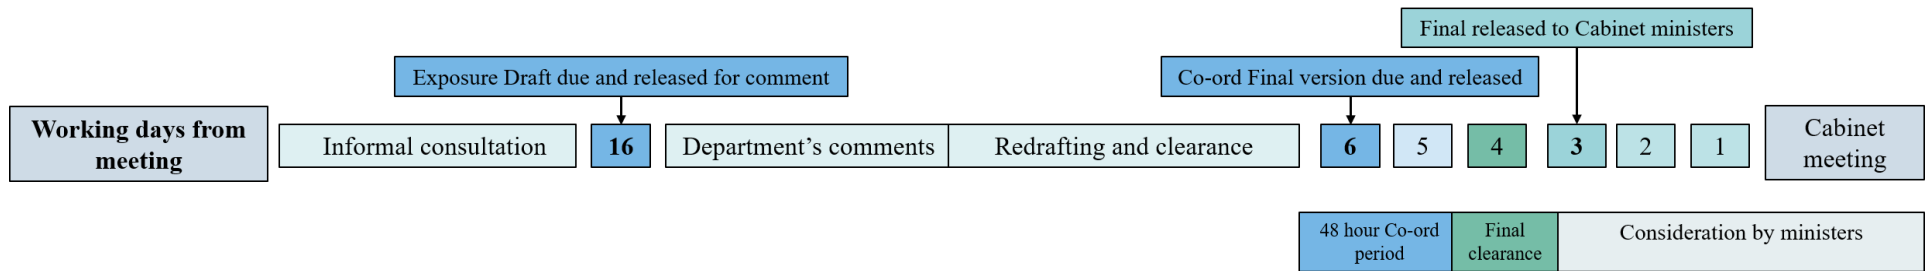 Final released to Cabinet ministers
Exposure Draft due and released for comment
Co-ord Final version due and released
Working days from
meeting
Informal consultation
16
Department’s comments
Redrafting and clearance
6
5
4
3
2
1
Cabinet
meeting
48 hour Co-ord
period
Final
clearance
Consideration by ministers